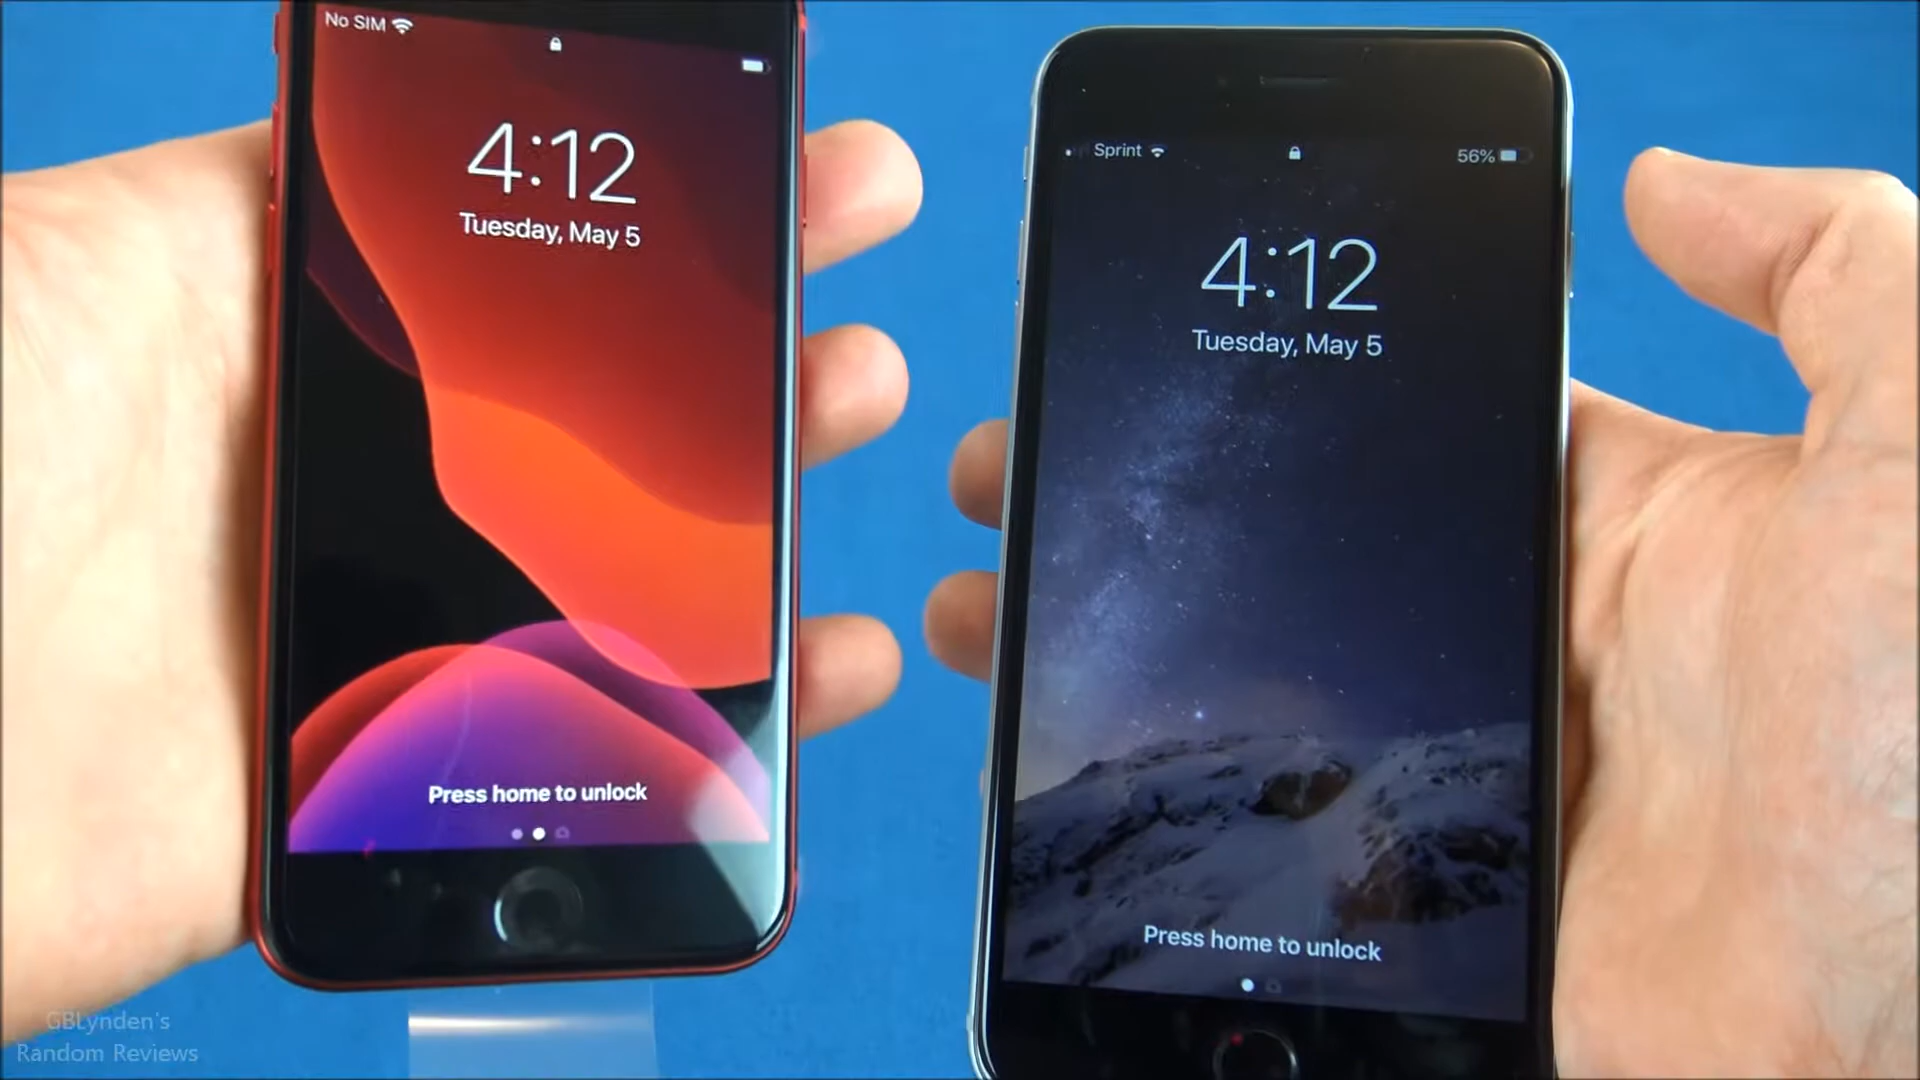 No SIM
4:12
Tuesday, May 5
Press home to unlock
Sprint
56%
4:12
Tuesday, May 5
Press home to unlock
GBLynden's
Random Reviews